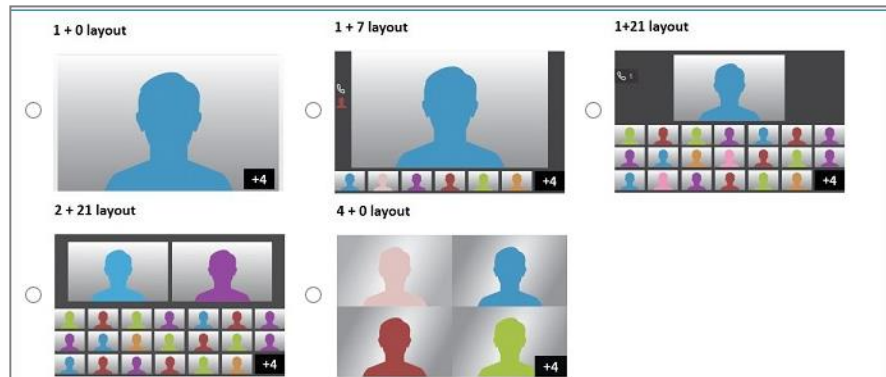 1 + 0 layout
1 + 7 layout
1+21 layout
+4
+4
+4
2 + 21 layout
4 + 0 layout
+4
+4